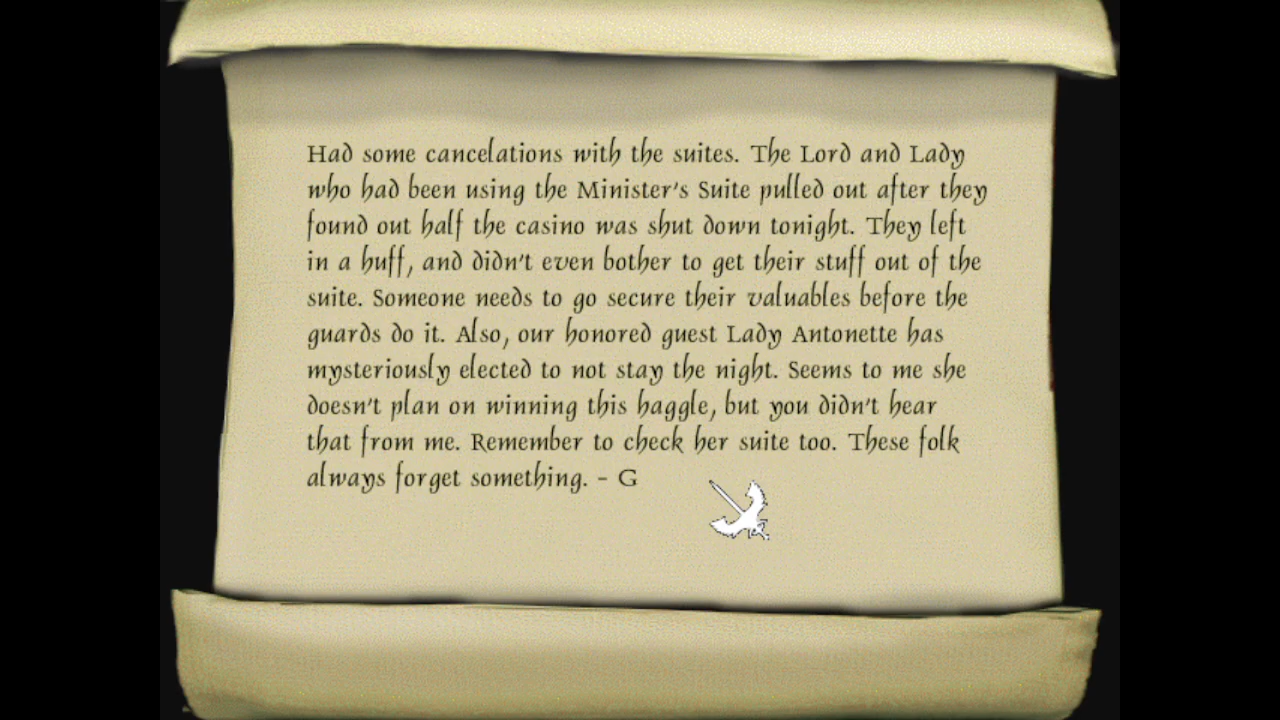 Had some cancelations with the suites. The Lord and Lady
who had been using the Minister's Suite pulled out after they
found out half the casino was shut down tonight. They left
in a huff, and didn't even bother to get their stuff out of the
suite. Someone needs to go secure their valuables before the
guards do it. Also, our honored guest Lady Antonette has
mysteriously elected to not stay the night. Seems to me she
doesn't plan on winning this haggle, but you didn't hear
that from me. Remember to check her suite too. These folk
always forget something. - G